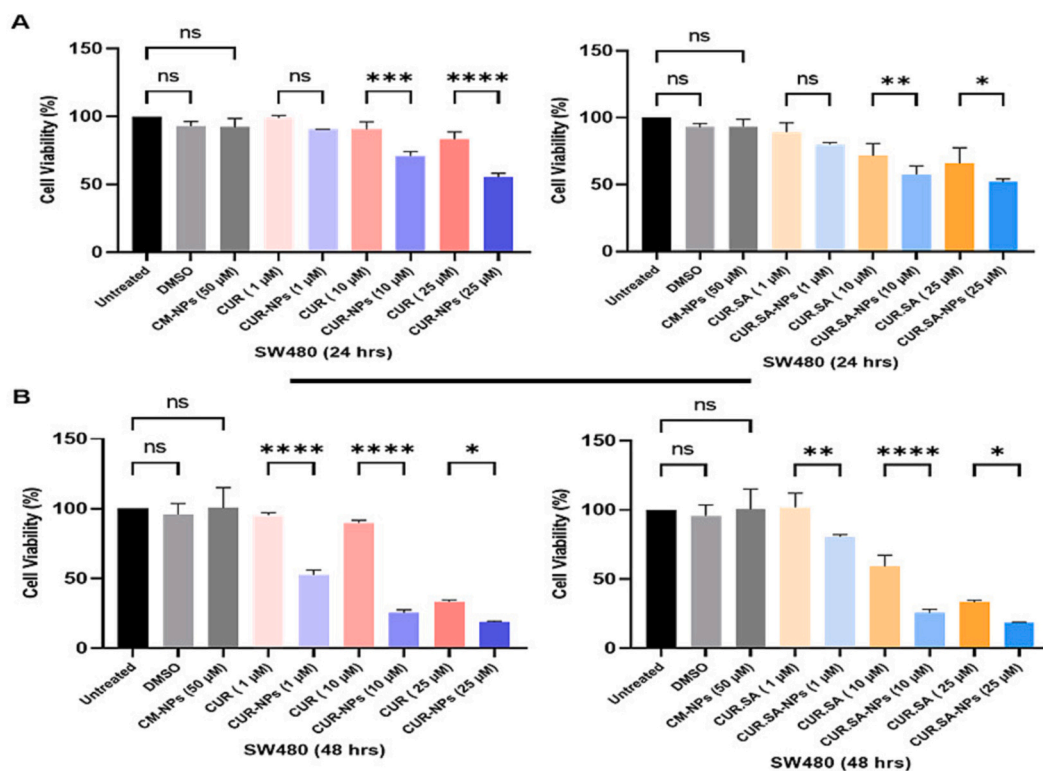 A
Cell Viability (%)
150
100
50
0
ns
ns
ns
***
****
Untreated
DMSO
CM-NPs (50 µM)
CUR ( 1 µM)
CUR-NPs (1 µM)
CUR ( 10 µM)
CUR-NPs (10 µM)
CUR ( 25 µM)
CUR-NPs (25 µM)
SW480 (24 hrs)
Cell Viability (%)
150
100
50
0
ns
ns
ns
**
*
Untreated
DMSO
CM-NPs (50 µM)
CUR.SA ( 1 µM)
CUR.SA-NPs (1 µM)
CUR.SA ( 10 µM)
CUR.SA-NPs (10 µM)
CUR.SA ( 25 µM)
CUR.SA-NPs (25 µM)
SW480 (24 hrs)
B
Cell Viability (%)
150
100
50
0
ns
ns
****
****
*
Untreated
DMSO
CM-NPs (50 µM)
CUR ( 1 µM)
CUR-NPs (1 µM)
CUR (10 µM)
CUR-NPs (10 µM)
CUR ( 25 µM)
CUR-NPs (25 µM)
SW480 (48 hrs)
Cell Viability (%)
150
100
50
0
ns
ns
**
****
*
Untreated
DMSO
CM-NPs (50 µM)
CUR.SA ( 1 µM)
CUR.SA-NPs (1 µM)
CUR.SA ( 10 µM)
CUR.SA-NPs (10 µM)
CUR.SA ( 25 µM)
CUR.SA-NPs (25 µM)
SW480 (48 hrs)